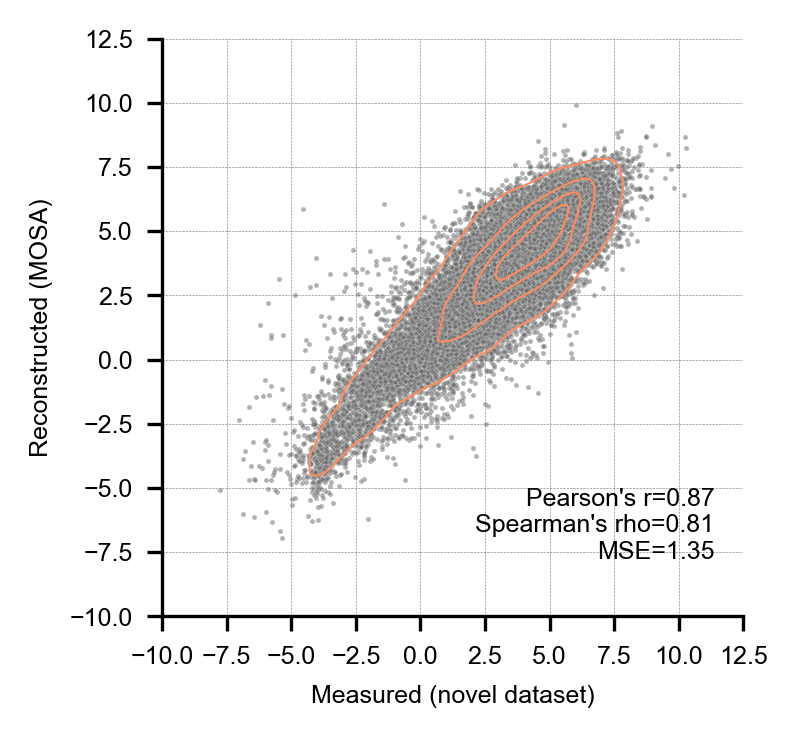 12.5
10.0
7.5
5.0
2.5
0.0
−2.5
−5.0
−7.5
−10.0
Reconstructed (MOSA)
Pearson's r=0.87
Spearman's rho=0.81
MSE=1.35
−10.0 −7.5 −5.0 −2.5 0.0 2.5 5.0 7.5 10.0 12.5
Measured (novel dataset)